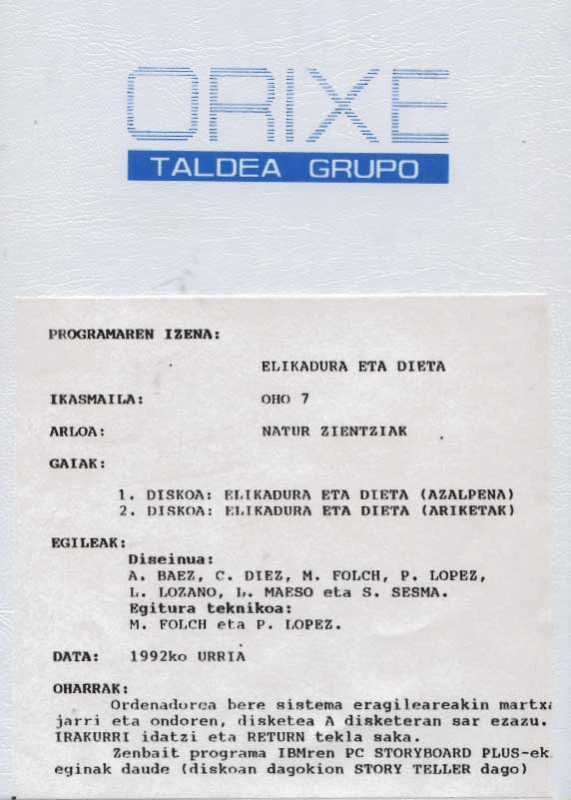 ORIXE
TALDEA GRUPO
PROGRAMAREN IZENA:
ELIKADURA ETA DIETA
IKASMAILA: OHO 7
ARLOA: NATUR ZIENTZIAK
GAIAK:
1. DISKOA: ELIKADURA ETA DIETA (AZALPENA)
2. DISKOA: ELIKADURA ETA DIETA (ARIKETAK)
EGILEAK:
Diseinua:
A. BAEZ, C. DIEZ, M. FOLCH, P. LOPEZ,
L. LOZANO, L. MAESO eta S. SESMA.
Egitura teknikoa:
M. FOLCH eta P. LOPEZ.
DATA: 1992ko URRIA
OHARRAK:
Ordenadorea bere sistema eragileareakin martxa
jarri eta ondoren, disketea A disketeran sar ezazu.
IRAKURRI idatzi eta RETURN tekla saka.
Zenbait programa IBMren PC STORYBOARD PLUS-ek
eginak daude (diskoan dagokion STORY TELLER dago)